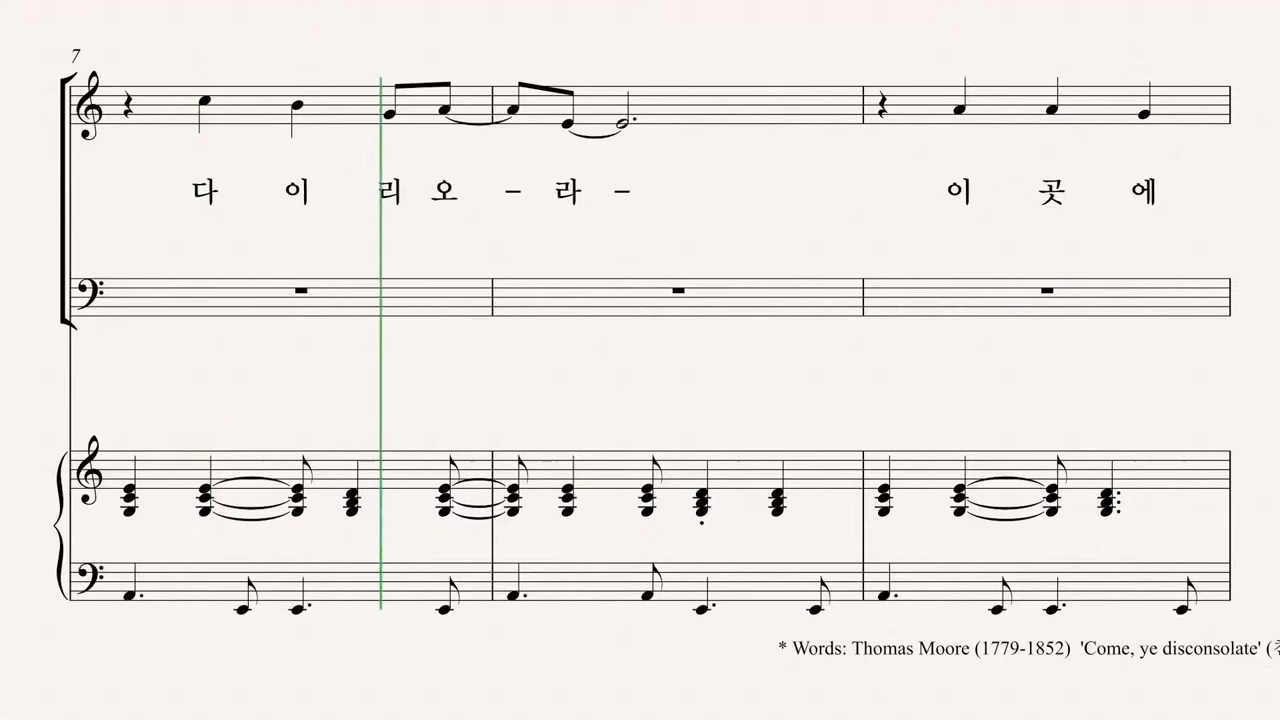 7
다 이 리 오 – 라 – 이 곳 에
* Words: Thomas Moore (1779-1852) 'Come, ye disconsolate' (